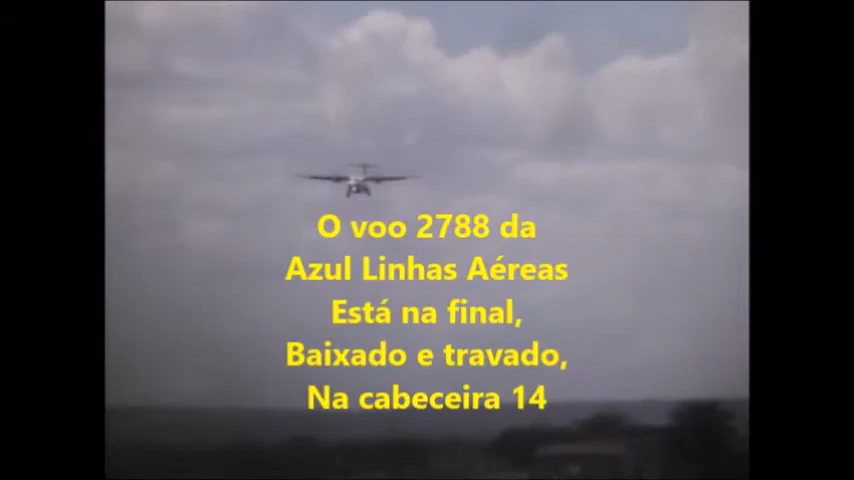 O voo 2788 da
Azul Linhas Aéreas
Está na final,
Baixado e travado,
Na cabeceira 14